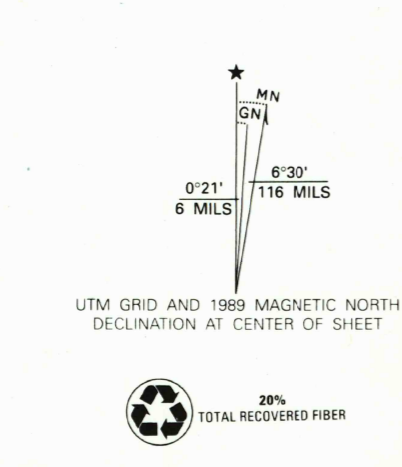 ★
MN
GN
6°30'
116 MILS
0°21'
6 MILS
UTM GRID AND 1989 MAGNETIC NORTH
DECLINATION AT CENTER OF SHEET
20%
TOTAL RECOVERED FIBER